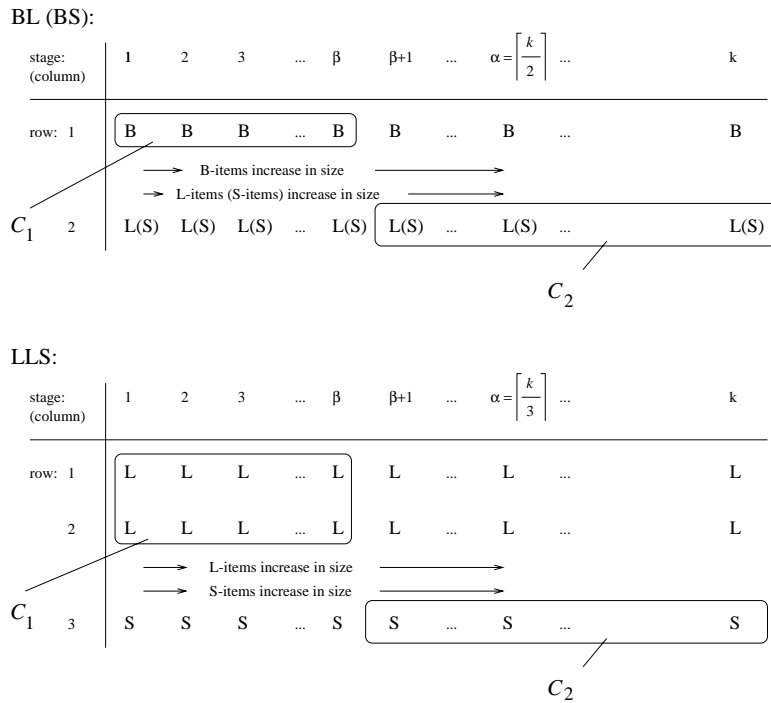 BL (BS):
stage: 1 2 3 ... β β+1 ... α = ⌈k/2⌉ ... k
(column)
row: 1 B B B ... B B ... B ... B
B-items increase in size
L-items (S-items) increase in size
C1 2 L(S) L(S) L(S) ... L(S) L(S) ... L(S) ... L(S)
C2
LLS:
stage: 1 2 3 ... β β+1 ... α = ⌈k/3⌉ ... k
(column)
row: 1 L L L ... L L ... L ... L
2 L L L ... L L ... L ... L
L-items increase in size
S-items increase in size
C1 3 S S S ... S S ... S ... S
C2